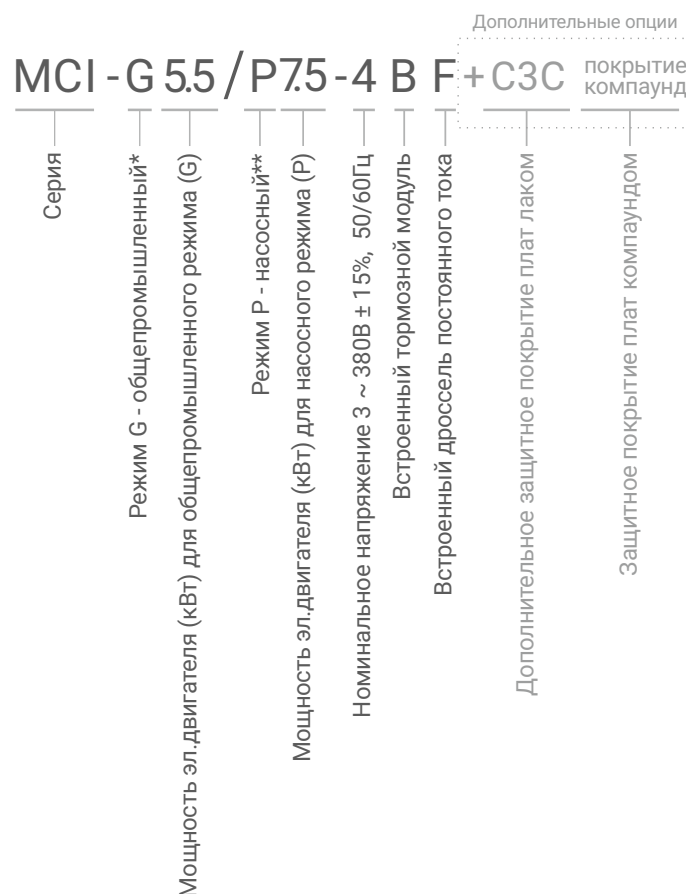 Дополнительные опции
MCI - G 5.5 / P 7.5 - 4 B F + C3C покрытие
компаунд
Серия
Режим G - общепромышленный*
Мощность эл.двигателя (кВт) для общепромышленного режима (G)
Режим P - насосный**
Мощность эл.двигателя (кВт) для насосного режима (P)
Номинальное напряжение 3 ~ 380В ± 15%, 50/60Гц
Встроенный тормозной модуль
Встроенный дроссель постоянного тока
Дополнительное защитное покрытие плат лаком
Защитное покрытие плат компаундом